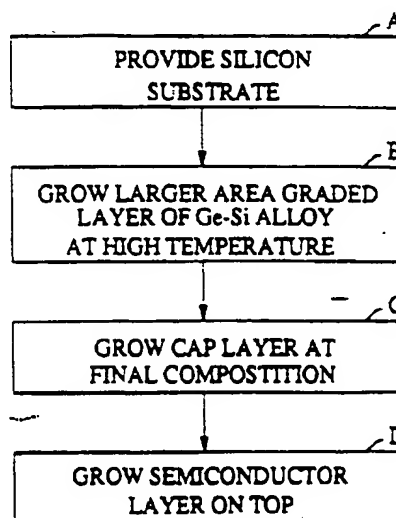 A
PROVIDE SILICON
SUBSTRATE
B
GROW LARGER AREA GRADED
LAYER OF Ge-Si ALLOY
AT HIGH TEMPERATURE
C
GROW CAP LAYER AT
FINAL COMPOSTITION
GROW SEMICONDUCTOR
LAYER ON TOP